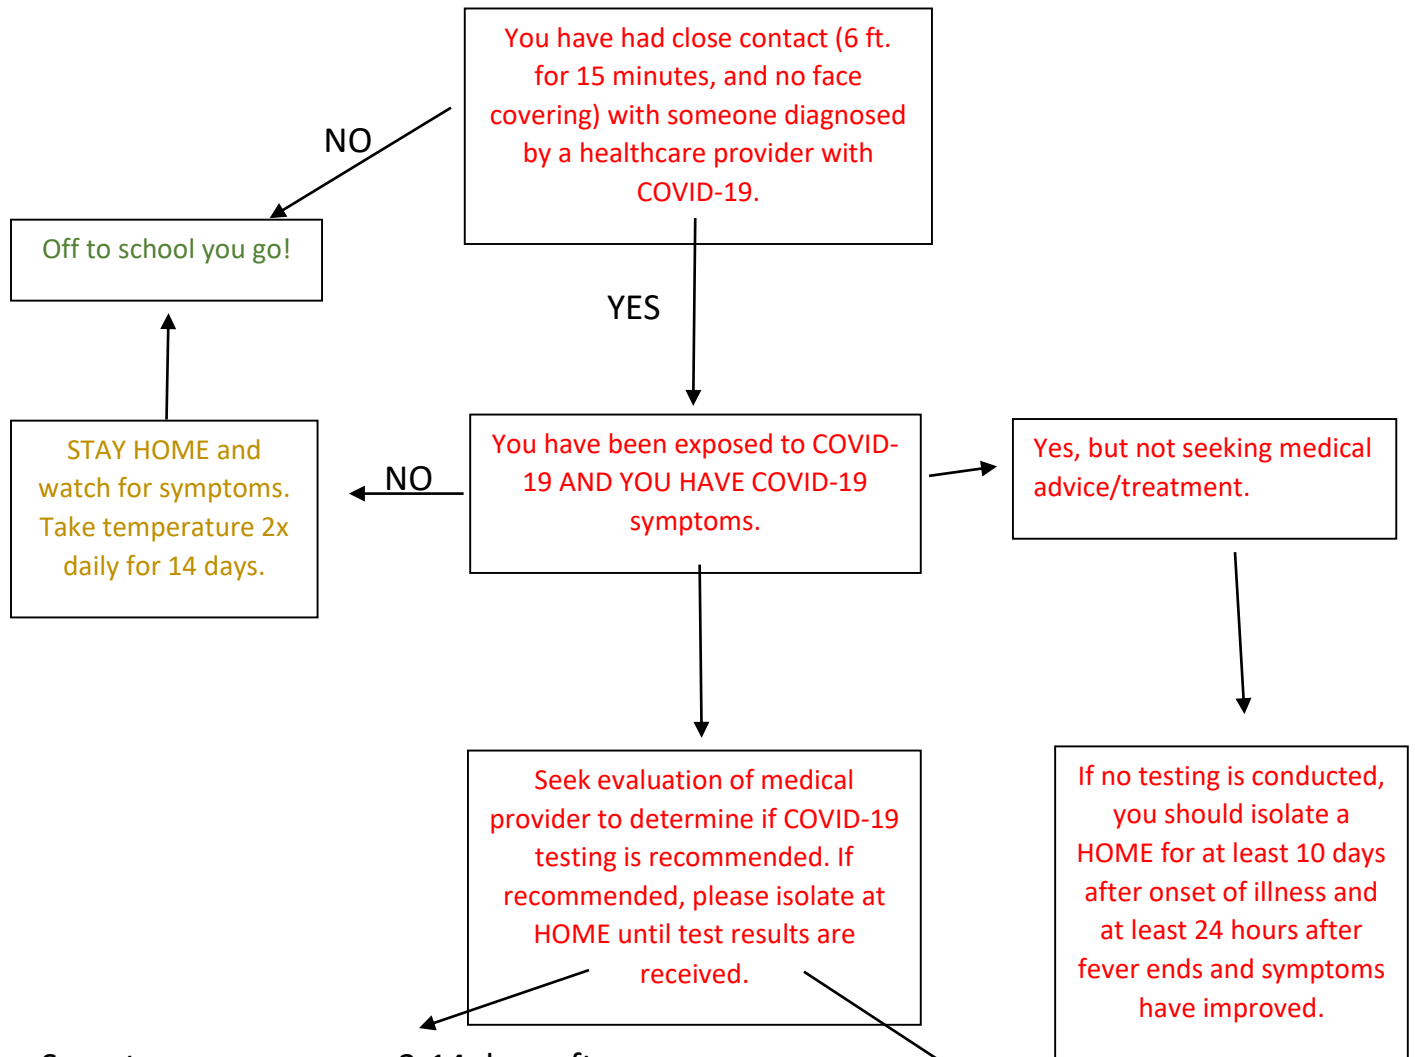 You have had close contact (6 ft.
for 15 minutes, and no face
covering) with someone diagnosed
by a healthcare provider with
COVID-19.
NO
Off to school you go!
YES
STAY HOME and
watch for symptoms.
Take temperature 2x
daily for 14 days.
NO
You have been exposed to COVID-
19 AND YOU HAVE COVID-19
symptoms.
Yes, but not seeking medical
advice/treatment.
Seek evaluation of medical
provider to determine if COVID-19
testing is recommended. If
recommended, please isolate at
HOME until test results are
received.
If no testing is conducted,
you should isolate a
HOME for at least 10 days
after onset of illness and
at least 24 hours after
fever ends and symptoms
have improved.
2-14 days after